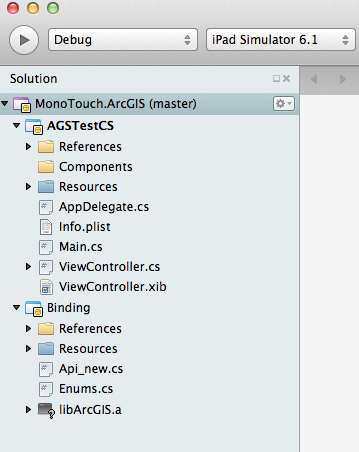 Debug
iPad Simulator 6.1
Solution
MonoTouch.ArcGIS (master)
AGSTestCS
References
Components
Resources
AppDelegate.cs
Info.plist
Main.cs
ViewController.cs
ViewController.xib
Binding
References
Resources
Api_new.cs
Enums.cs
libArcGIS.a